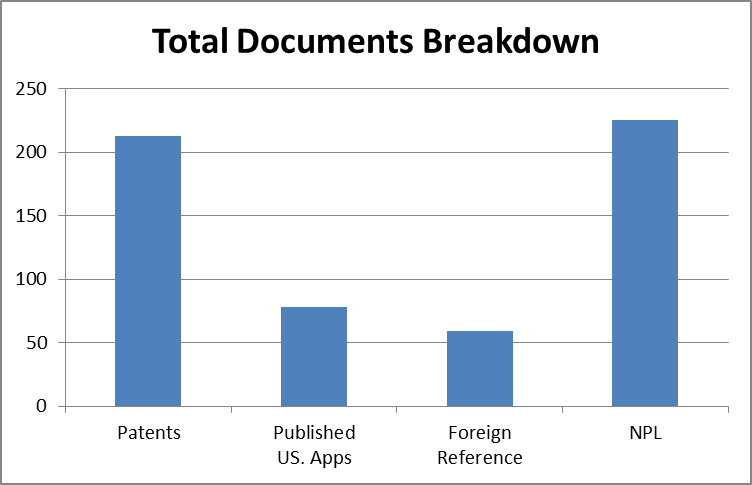 Total Documents Breakdown
250
200
150
100
50
0
Patents
Published
US. Apps
Foreign
Reference
NPL